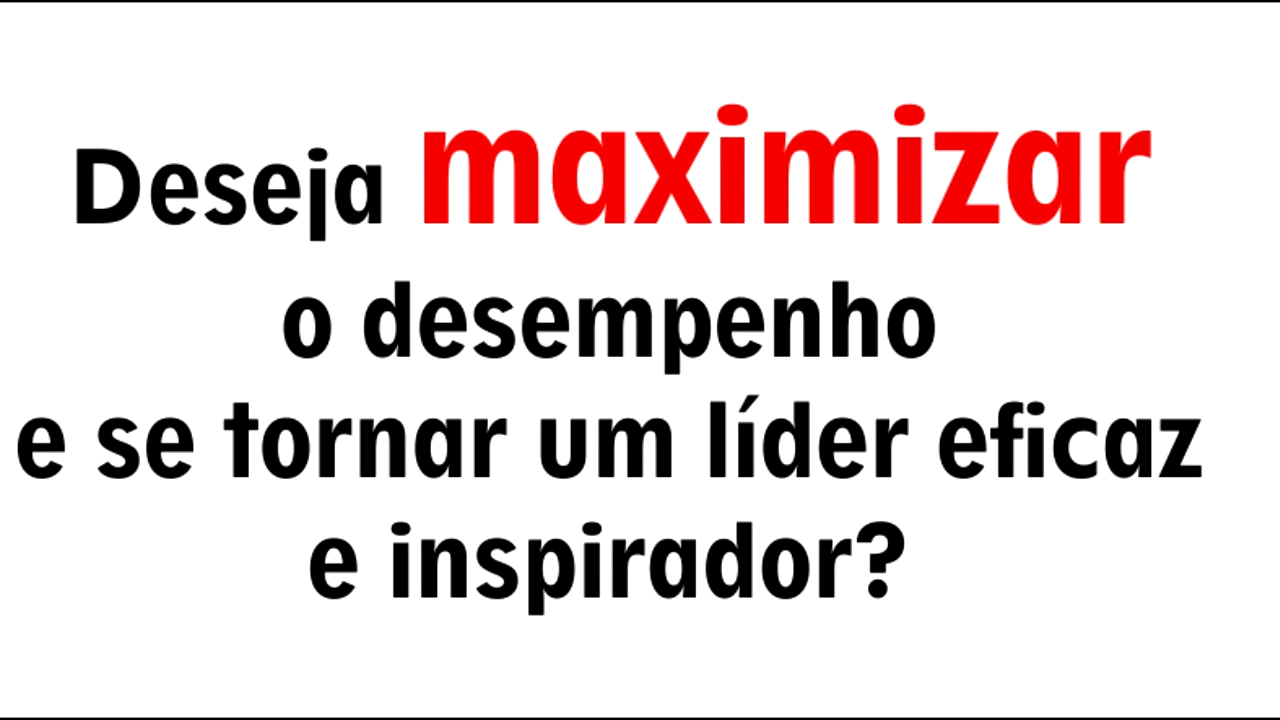 Deseja maximizar
o desempenho
e se tornar um líder eficaz
e inspirador?